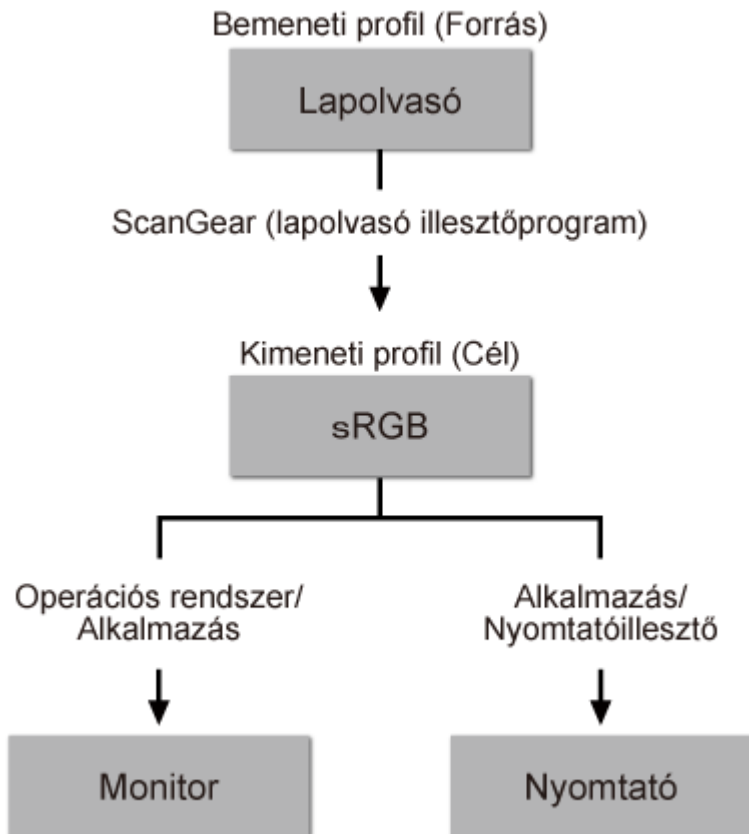 Bemeneti profil (Forrás)
Lapolvasó
ScanGear (lapolvasó illesztőprogram)
Kimeneti profil (Cél)
sRGB
Operációs rendszer/
Alkalmazás
Alkalmazás/
Nyomtatóillesztő
Monitor
Nyomtató